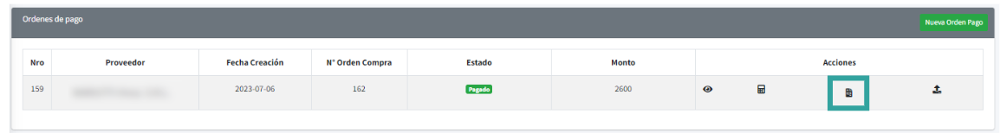 Ordenes de pago
Nueva Orden Pago
Nro Proveedor Fecha Creación N° Orden Compra Estado Monto Acciones
159 2023-07-06 162 Pagado 2600